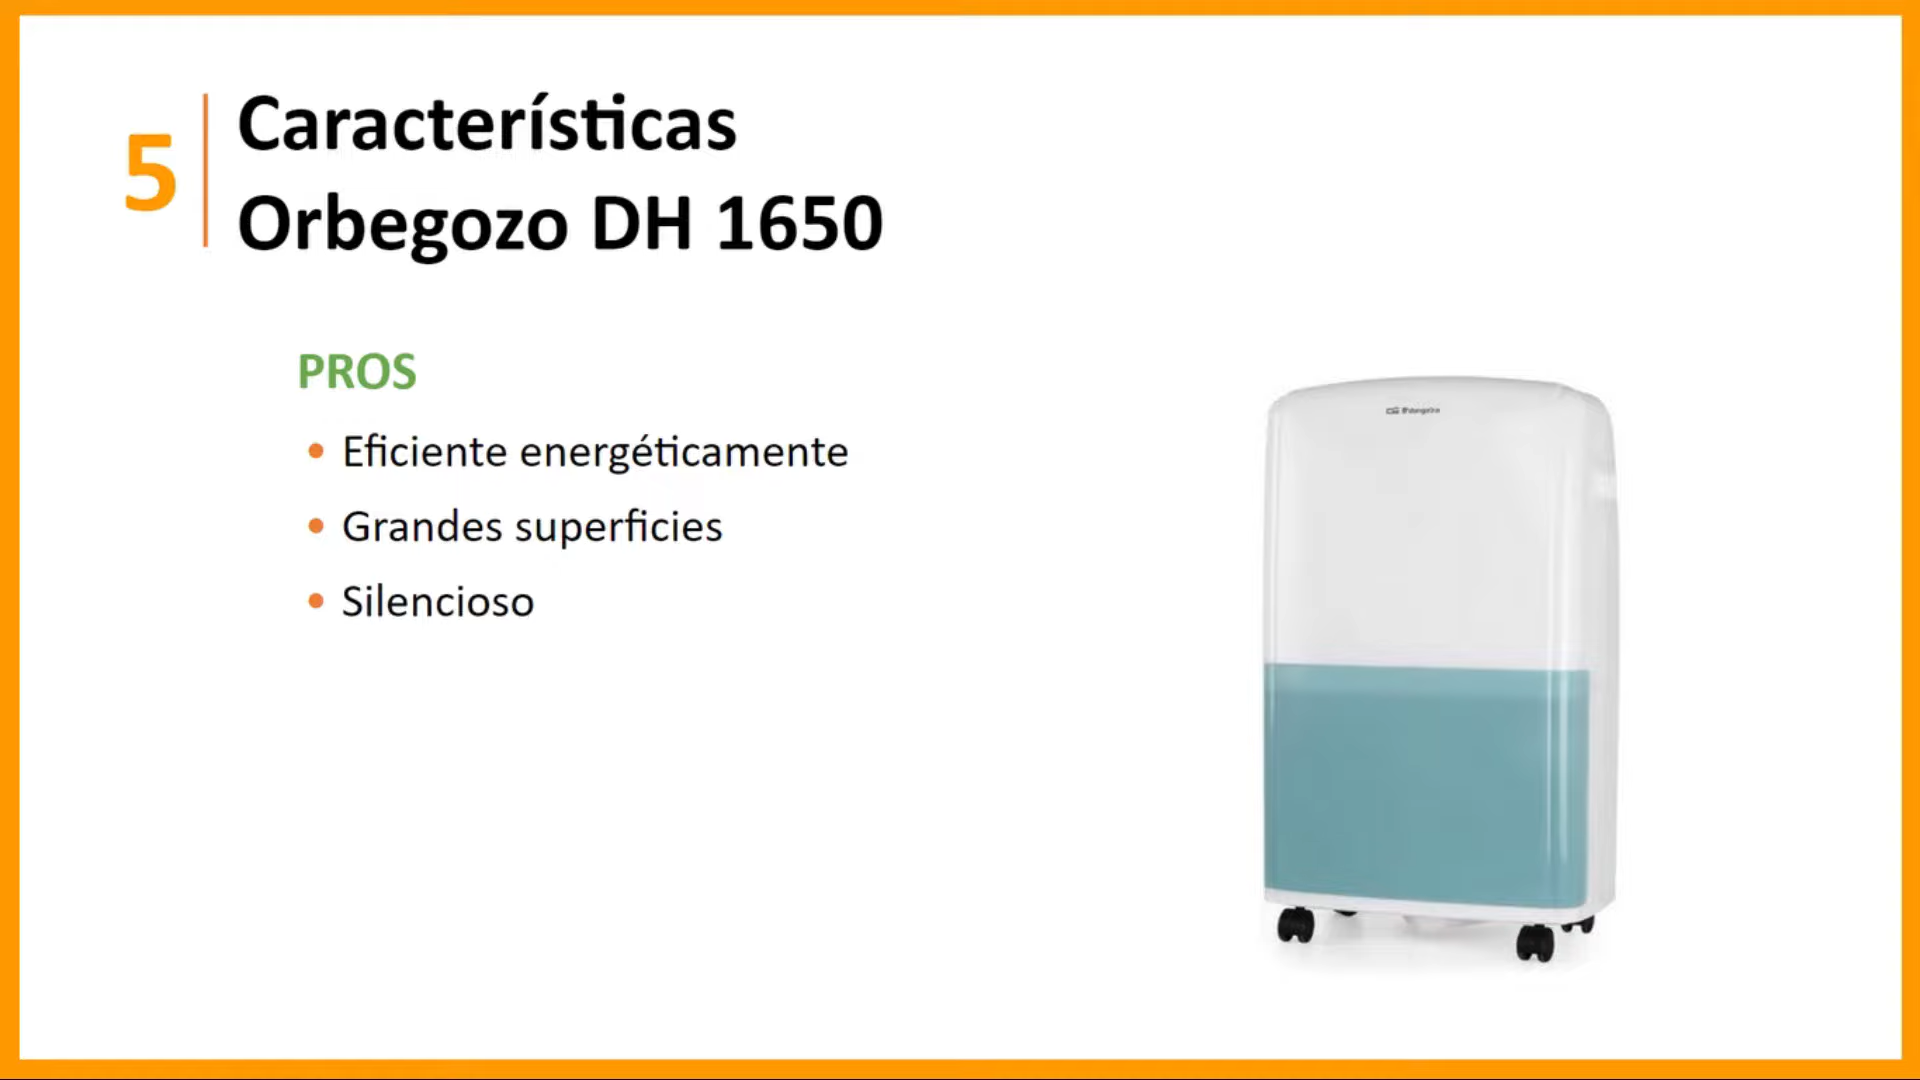 5
Características
Orbegozo DH 1650
PROS
• Eficiente energéticamente
• Grandes superficies
• Silencioso